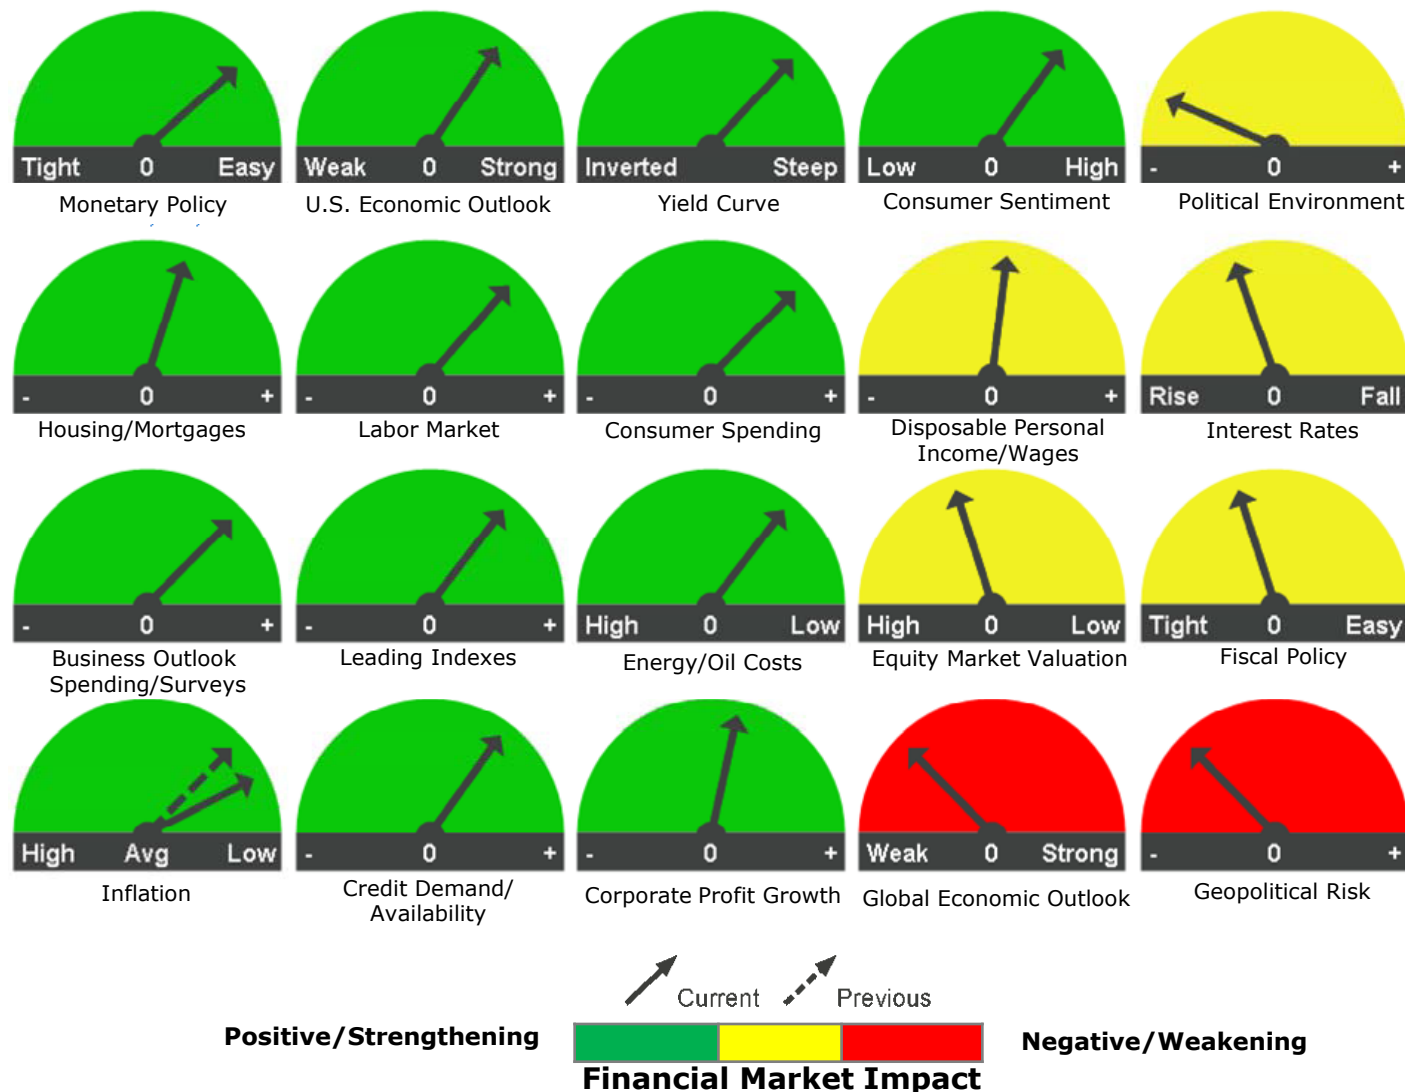 Tight 0 Easy
Weak 0 Strong
Inverted Steep
Low 0 High
- 0 +
Monetary Policy
U.S. Economic Outlook
Yield Curve
Consumer Sentiment
Political Environment
- 0 +
- 0 +
- 0 +
- 0 +
Rise 0 Fall
Housing/Mortgages
Labor Market
Consumer Spending
Disposable Personal
Income/Wages
Interest Rates
- 0 +
- 0 +
High 0 Low
High 0 Low
Tight 0 Easy
Business Outlook
Spending/Surveys
Leading Indexes
Energy/Oil Costs
Equity Market Valuation
Fiscal Policy
High Avg Low
- 0 +
- 0 +
Weak 0 Strong
- 0 +
Inflation
Credit Demand/
Availability
Corporate Profit Growth
Global Economic Outlook
Geopolitical Risk
Current Previous
Positive/Strengthening
Negative/Weakening
Financial Market Impact